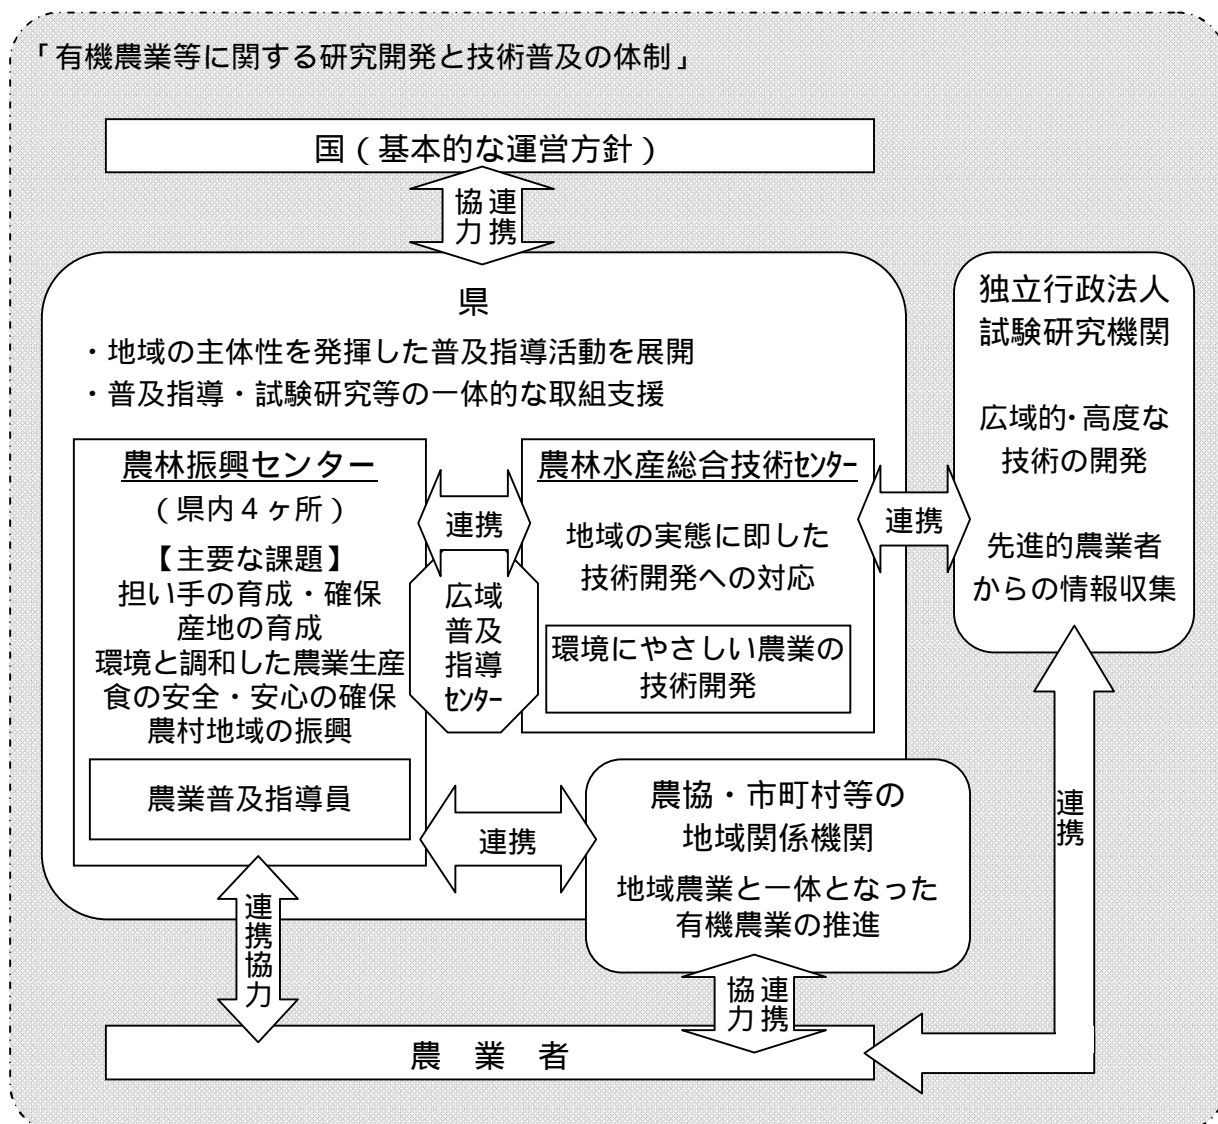 「有機農業等に関する研究開発と技術普及の体制」
国(基本的な運営方針)
連携
協力
県
・地域の主体性を発揮した普及指導活動を展開
・普及指導・試験研究等の一体的な取組支援
農林振興センター
(県内4ヶ所)
【主要な課題】
担い手の育成・確保
産地の育成
環境と調和した農業生産
食の安全・安心の確保
農村地域の振興
農業普及指導員
連携
広域
普及
指導
ｾﾝﾀｰ
農林水産総合技術ｾﾝﾀｰ
地域の実態に即した
技術開発への対応
環境にやさしい農業の
技術開発
連携
独立行政法人
試験研究機関
広域的・高度な
技術の開発
先進的農業者
からの情報収集
連携
農協・市町村等の
地域関係機関
地域農業と一体となった
有機農業の推進
連携協力
連携
協力
連携
農 業 者